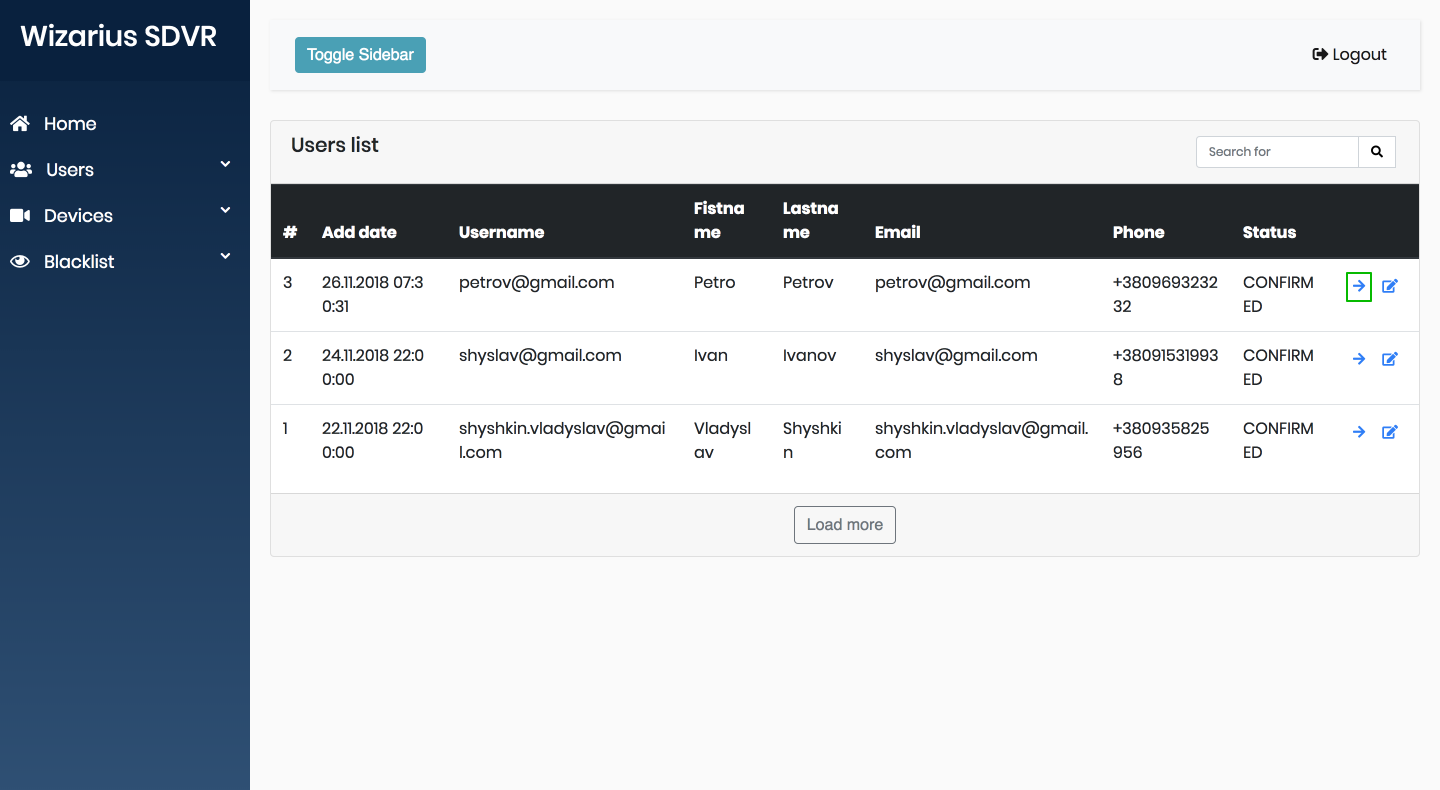 Wizarius SDVR
Toggle Sidebar
Logout
Home
Users
Devices
Blacklist
Users list
Search for
# Add date Username Fistna Lastna Email Phone Status
me me
3 26.11.2018 07:3 petrov@gmail.com Petro Petrov petrov@gmail.com +3809693232 CONFIRM
0:31 32 ED
2 24.11.2018 22:0 shyslav@gmail.com Ivan Ivanov shyslav@gmail.com +38091531993 CONFIRM
0:00 8 ED
1 22.11.2018 22:0 shyshkin.vladyslav@gmai Vladysl Shyshki shyshkin.vladyslav@gmail. +380935825 CONFIRM
0:00 l.com av n com 956 ED
Load more